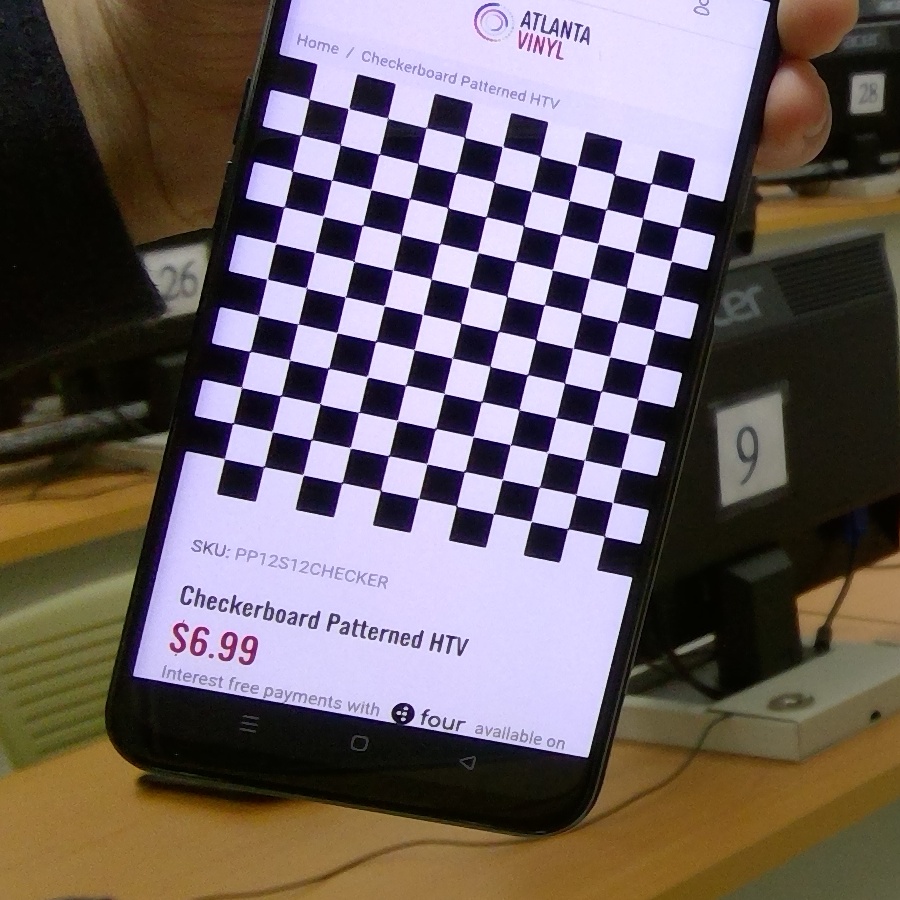 ATLANTA
VINYL
Home / Checkerboard Patterned HTV
28
26
cer
9
SKU: PP12S12CHECKER
Checkerboard Patterned HTV
$6.99
Interest free payments with four available on